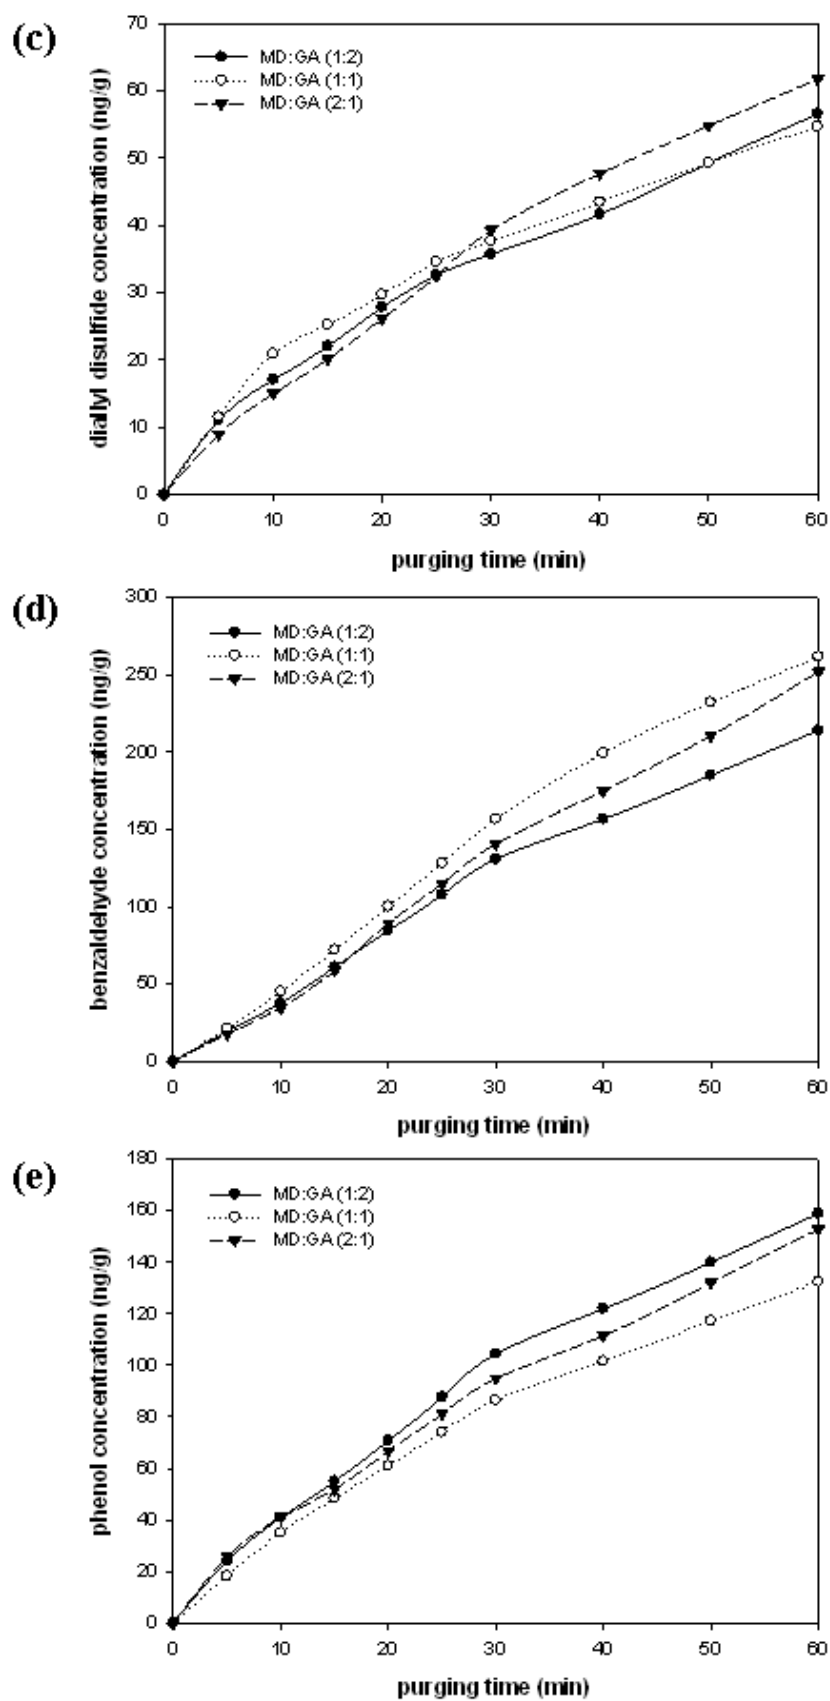 (c)
diallyl disulfide concentration (ng/g)
70
60
50
40
30
20
10
0
MD:GA (1:2)
MD:GA (1:1)
MD:GA (2:1)
0 10 20 30 40 50 60
purging time (min)
(d)
benzaldehyde concentration (ng/g)
300
250
200
150
100
50
0
MD:GA (1:2)
MD:GA (1:1)
MD:GA (2:1)
0 10 20 30 40 50 60
purging time (min)
(e)
phenol concentration (ng/g)
180
160
140
120
100
80
60
40
20
0
MD:GA (1:2)
MD:GA (1:1)
MD:GA (2:1)
0 10 20 30 40 50 60
purging time (min)